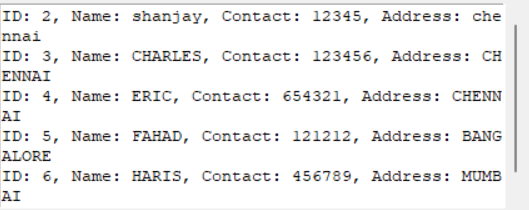 ID: 2, Name: shanjay, Contact: 12345, Address: che
nnai
ID: 3, Name: CHARLES, Contact: 123456, Address: CH
ENNAI
ID: 4, Name: ERIC, Contact: 654321, Address: CHENN
AI
ID: 5, Name: FAHAD, Contact: 121212, Address: BANG
ALORE
ID: 6, Name: HARIS, Contact: 456789, Address: MUMB
AI